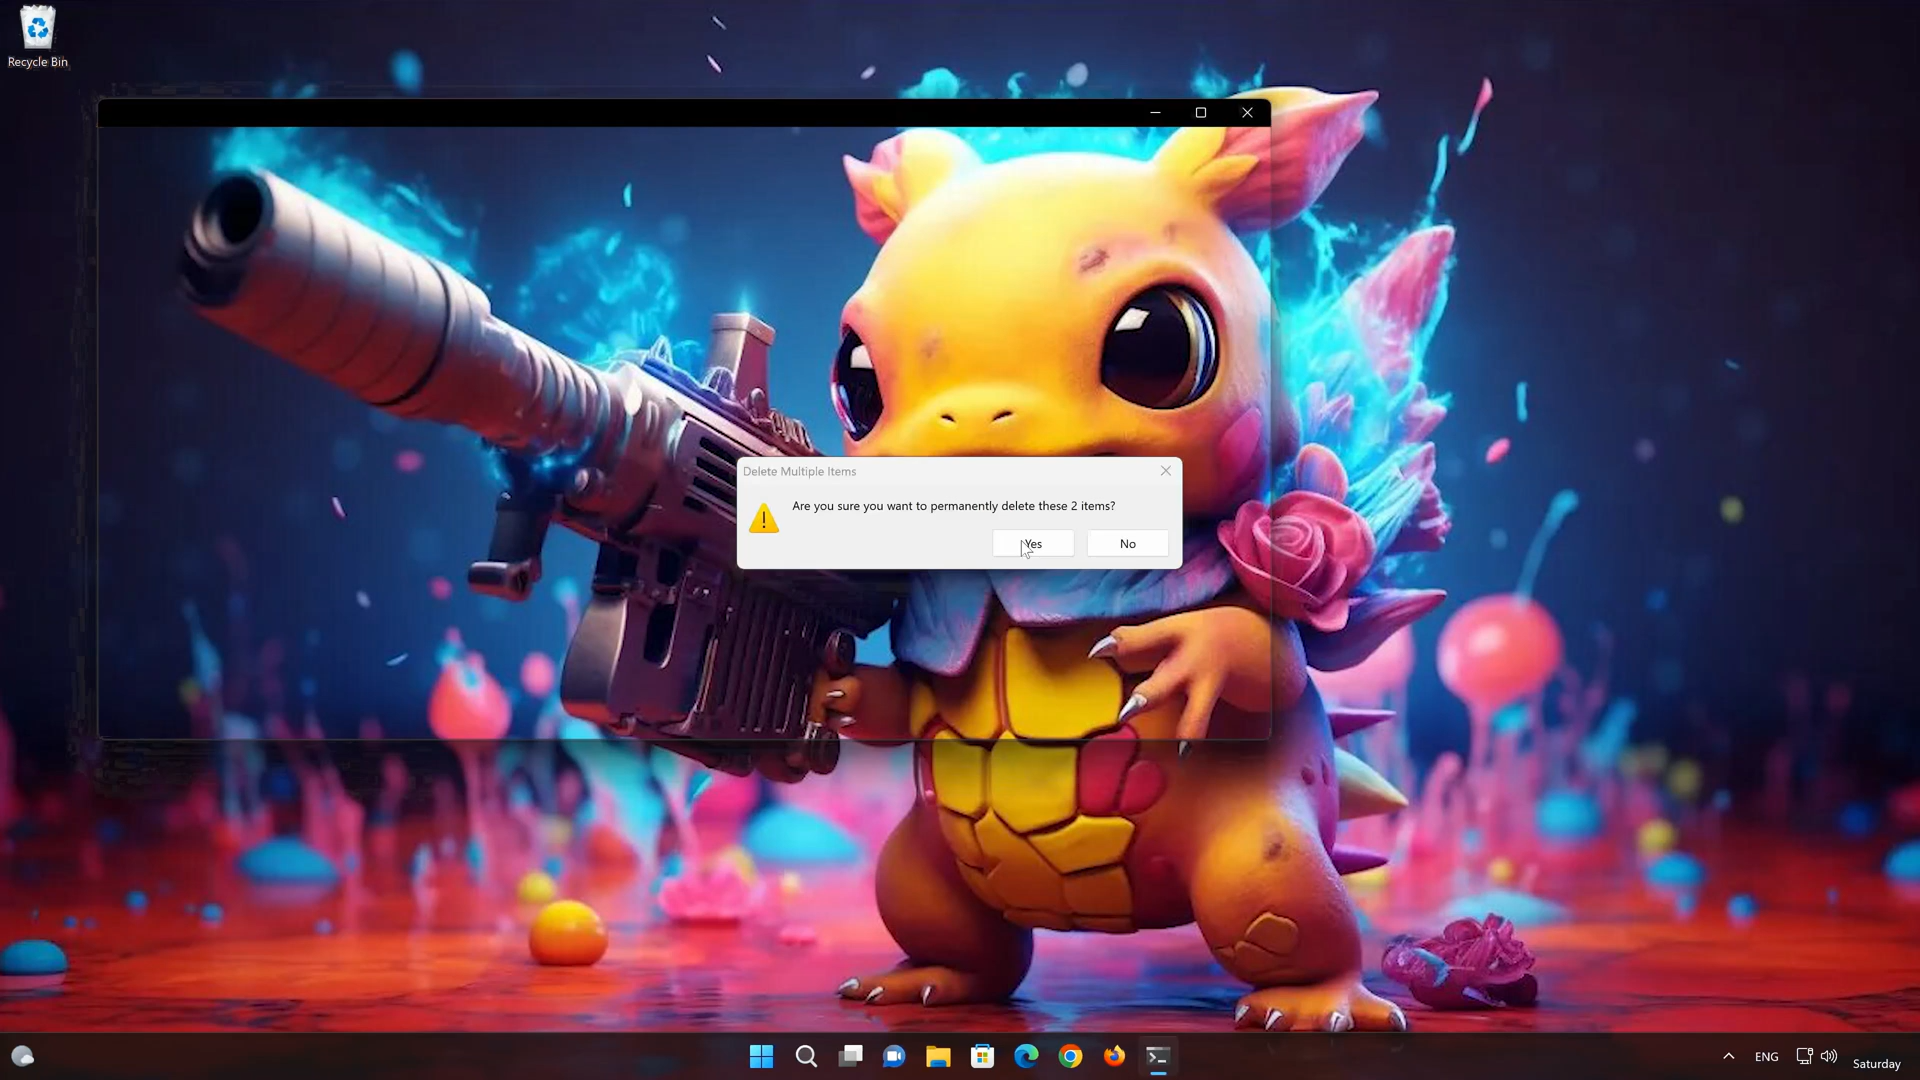 Recycle Bin
Delete Multiple Items
Are you sure you want to permanently delete these 2 items?
Yes
No
ENG
Saturday